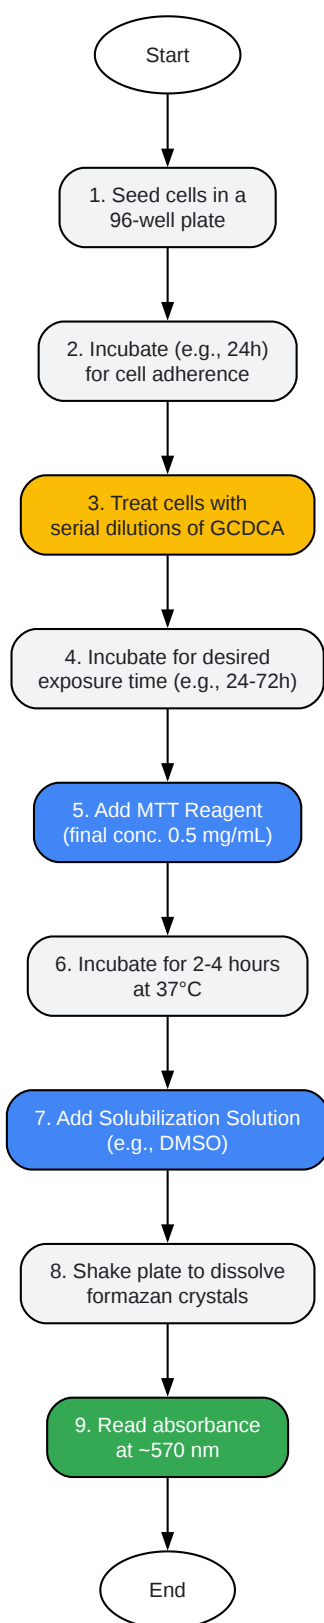 Start
1. Seed cells in a
96-well plate
2. Incubate (e.g., 24h)
for cell adherence
3. Treat cells with
serial dilutions of GCDCA
4. Incubate for desired
exposure time (e.g., 24-72h)
5. Add MTT Reagent
(final conc. 0.5 mg/mL)
6. Incubate for 2-4 hours
at 37°C
7. Add Solubilization Solution
(e.g., DMSO)
8. Shake plate to dissolve
formazan crystals
9. Read absorbance
at ~570 nm
End